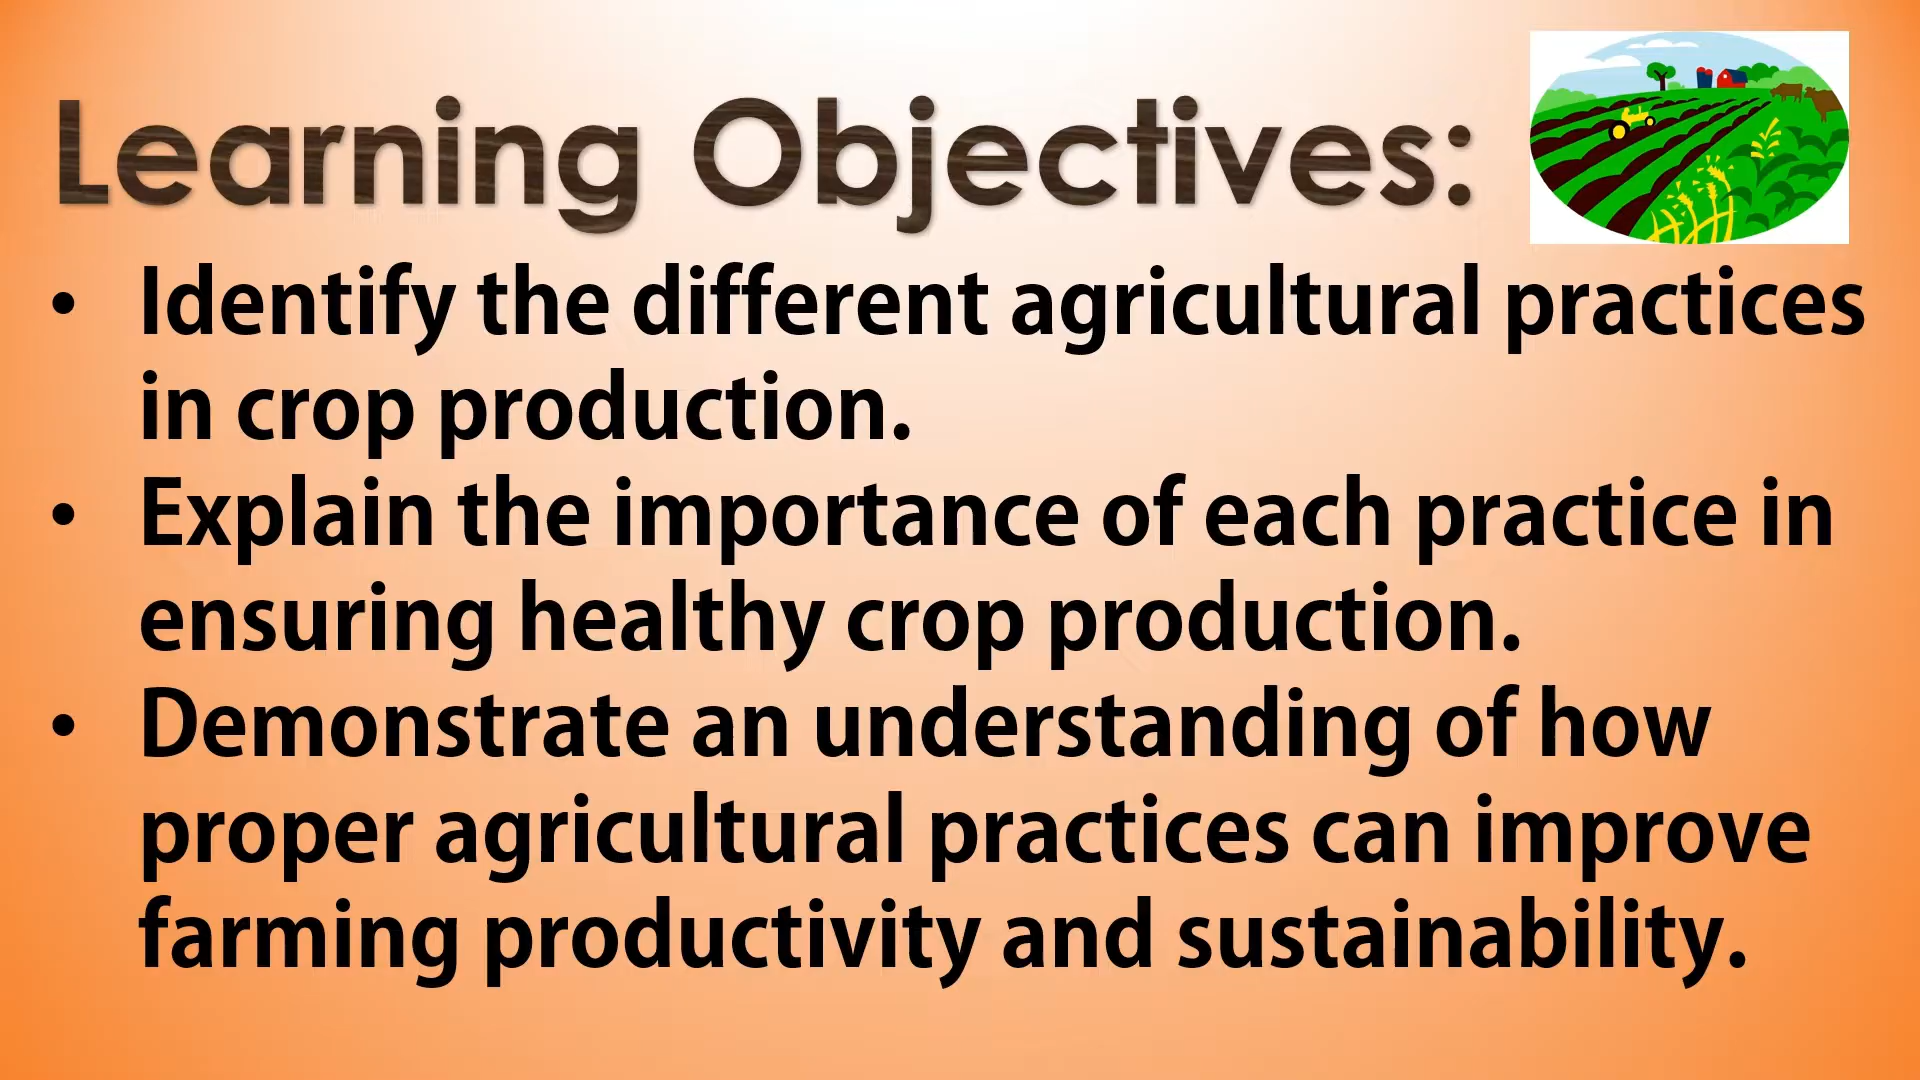 Learning Objectives:
• Identify the different agricultural practices
in crop production.
• Explain the importance of each practice in
ensuring healthy crop production.
• Demonstrate an understanding of how
proper agricultural practices can improve
farming productivity and sustainability.